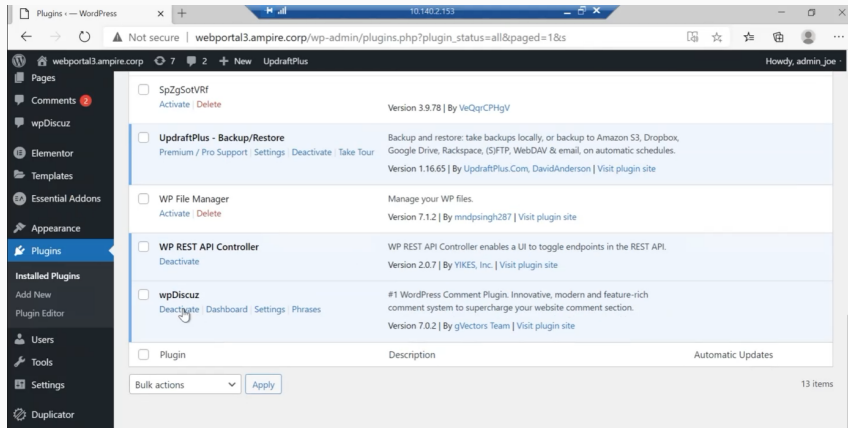 Plugins ‹ — WordPress
10.140.2.153
Not secure | webportal3.ampire.corp/wp-admin/plugins.php?plugin_status=all&paged=1&s
webportal3.ampire.corp 7 2 + New UpdraftPlus Howdy, admin_joe
Pages
Comments 2
wpDiscuz
Elementor
Templates
Essential Addons
Appearance
Plugins
Installed Plugins
Add New
Plugin Editor
Users
Tools
Settings
Duplicator
SpZgSotVRf
Activate | Delete
Version 3.9.78 | By VeQqrCPHgV
UpdraftPlus - Backup/Restore
Premium / Pro Support | Settings | Deactivate | Take Tour
Backup and restore: take backups locally, or backup to Amazon S3, Dropbox,
Google Drive, Rackspace, (S)FTP, WebDAV & email, on automatic schedules.
Version 1.16.65 | By UpdraftPlus.Com, DavidAnderson | Visit plugin site
WP File Manager
Activate | Delete
Manage your WP files.
Version 7.1.2 | By mndpsingh287 | Visit plugin site
WP REST API Controller
Deactivate
WP REST API Controller enables a UI to toggle endpoints in the REST API.
Version 2.0.7 | By YIKES, Inc. | Visit plugin site
wpDiscuz
Deactivate | Dashboard | Settings | Phrases
#1 WordPress Comment Plugin. Innovative, modern and feature-rich
comment system to supercharge your website comment section.
Version 7.0.2 | By gVectors Team | Visit plugin site
Plugin Description Automatic Updates
Bulk actions Apply 13 items